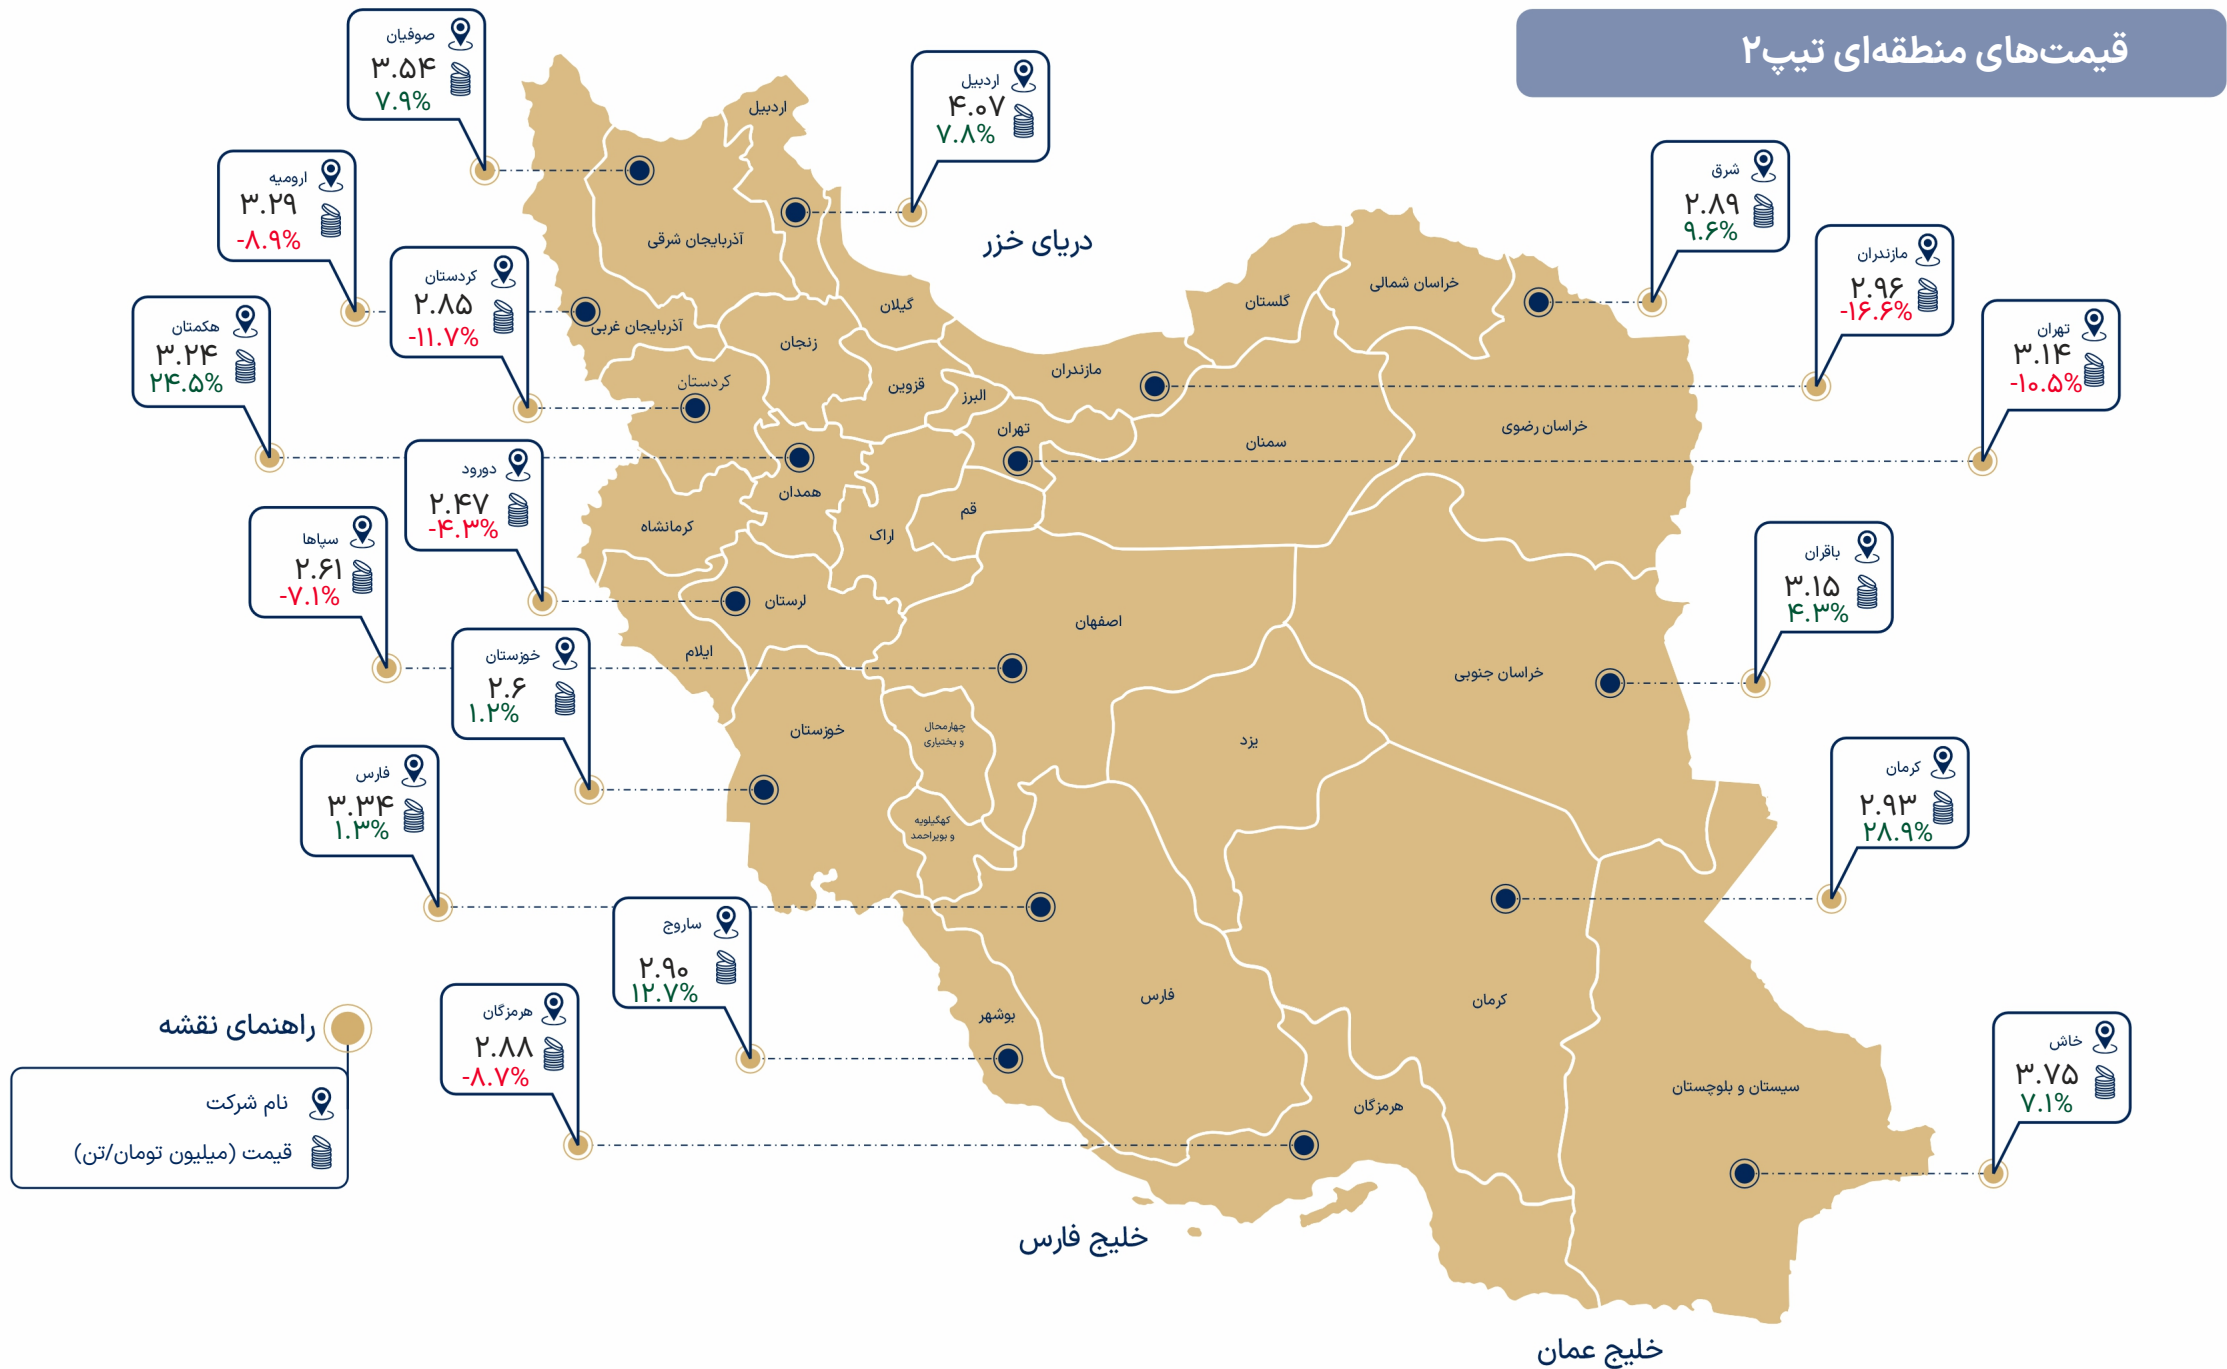 قیمت‌های منطقه‌ای تیپ۲
صوفیان
۳.۵۴
۷.۹%
اردبیل
۴.۰۷
۷.۸%
شرق
۲.۸۹
۹.۶%
ارومیه
۳.۲۹
-۸.۹%
مازندران
۲.۹۶
-۱۶.۶%
کردستان
۲.۸۵
-۱۱.۷%
تهران
۳.۱۴
-۱۰.۵%
هکمتان
۳.۲۴
۲۴.۵%
دورود
۲.۴۷
-۴.۳%
سپاها
۲.۶۱
-۷.۱%
باقران
۳.۱۵
۴.۳%
خوزستان
۲.۶
۱.۲%
فارس
۳.۳۴
۱.۳%
کرمان
۲.۹۳
۲۸.۹%
ساروج
۲.۹۰
۱۲.۷%
هرمزگان
۲.۸۸
-۸.۷%
خاش
۳.۷۵
۷.۱%
اردبیل
آذربایجان شرقی
دریای خزر
آذربایجان غربی
گیلان
گلستان
خراسان شمالی
زنجان
کردستان
قزوین
البرز
مازندران
تهران
سمنان
خراسان رضوی
همدان
کرمانشاه
اراک
قم
لرستان
ایلام
اصفهان
خراسان جنوبی
خوزستان
چهارمحال
و بختیاری
یزد
کهگیلویه
و بویراحمد
فارس
بوشهر
کرمان
هرمزگان
سیستان و بلوچستان
خلیج فارس
خلیج عمان
راهنمای نقشه
نام شرکت
قیمت (میلیون تومان/تن)